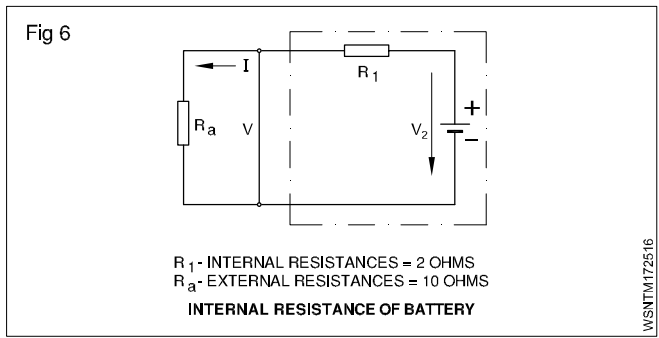 Fig 6
I
R1
Ra
V
V2
+
–
R1- INTERNAL RESISTANCES = 2 OHMS
Ra- EXTERNAL RESISTANCES = 10 OHMS
INTERNAL RESISTANCE OF BATTERY
WSNTM172516